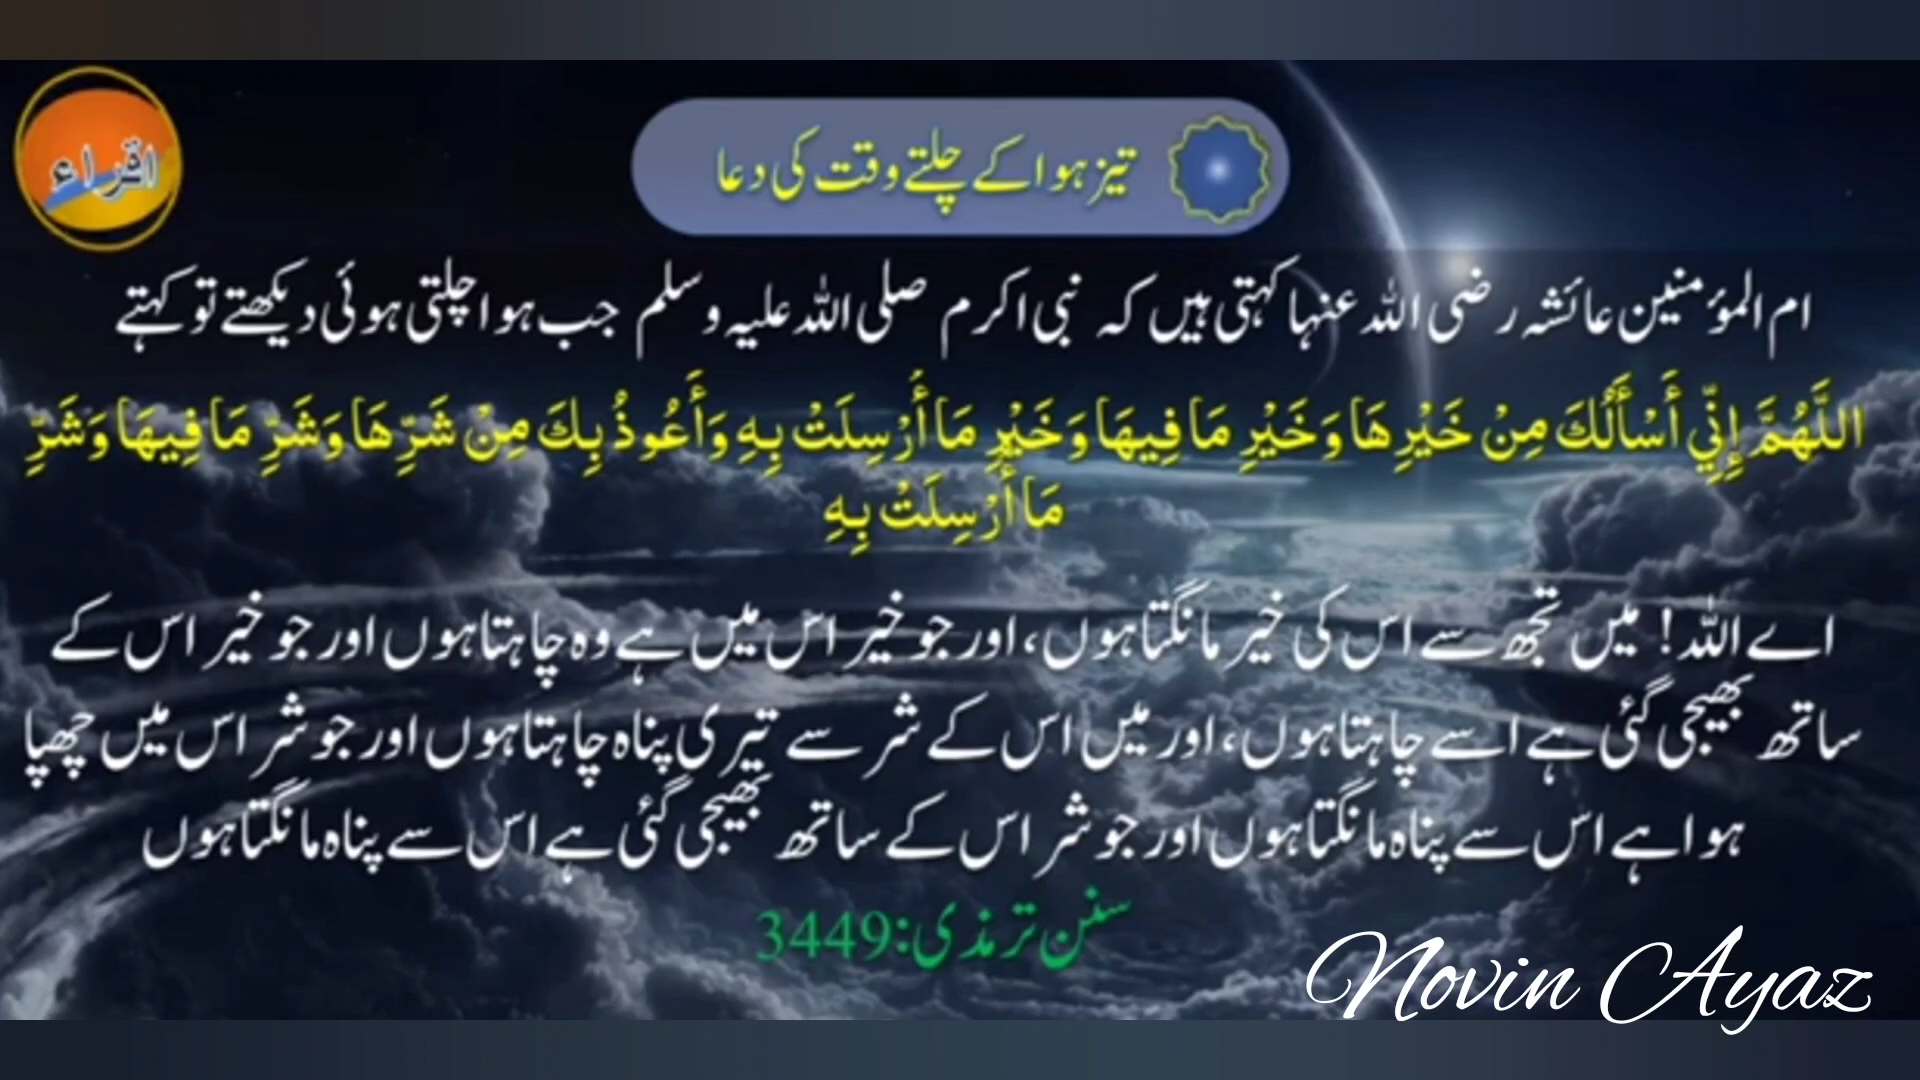 اقراء
تیز ہوا کے چلتے وقت کی دعا
ام المؤمنین عائشہ رضی اللہ عنہا کہتی ہیں کہ نبی اکرم صلی اللہ علیہ وسلم جب ہوا چلتی ہوئی دیکھتے تو کہتے
اللَّهُمَّ إِنِّي أَسْأَلُكَ مِنْ خَيْرِهَا وَخَيْرِ مَا فِيهَا وَخَيْرِ مَا أُرْسِلَتْ بِهِ وَأَعُوذُ بِكَ مِنْ شَرِّهَا وَشَرِّ مَا فِيهَا وَشَرِّ
مَا أُرْسِلَتْ بِهِ
اے اللہ! میں تجھ سے اس کی خیر مانگتا ہوں، اور جو خیر اس میں ہے وہ چاہتا ہوں اور جو خیر اس کے
ساتھ بھیجی گئی ہے اسے چاہتا ہوں، اور میں اس کے شر سے تیری پناہ چاہتا ہوں اور جو شر اس میں چھپا
ہوا ہے اس سے پناہ مانگتا ہوں اور جو شر اس کے ساتھ بھیجی گئی ہے اس سے پناہ مانگتا ہوں
سنن ترمذی:3449
Novin Ayaz